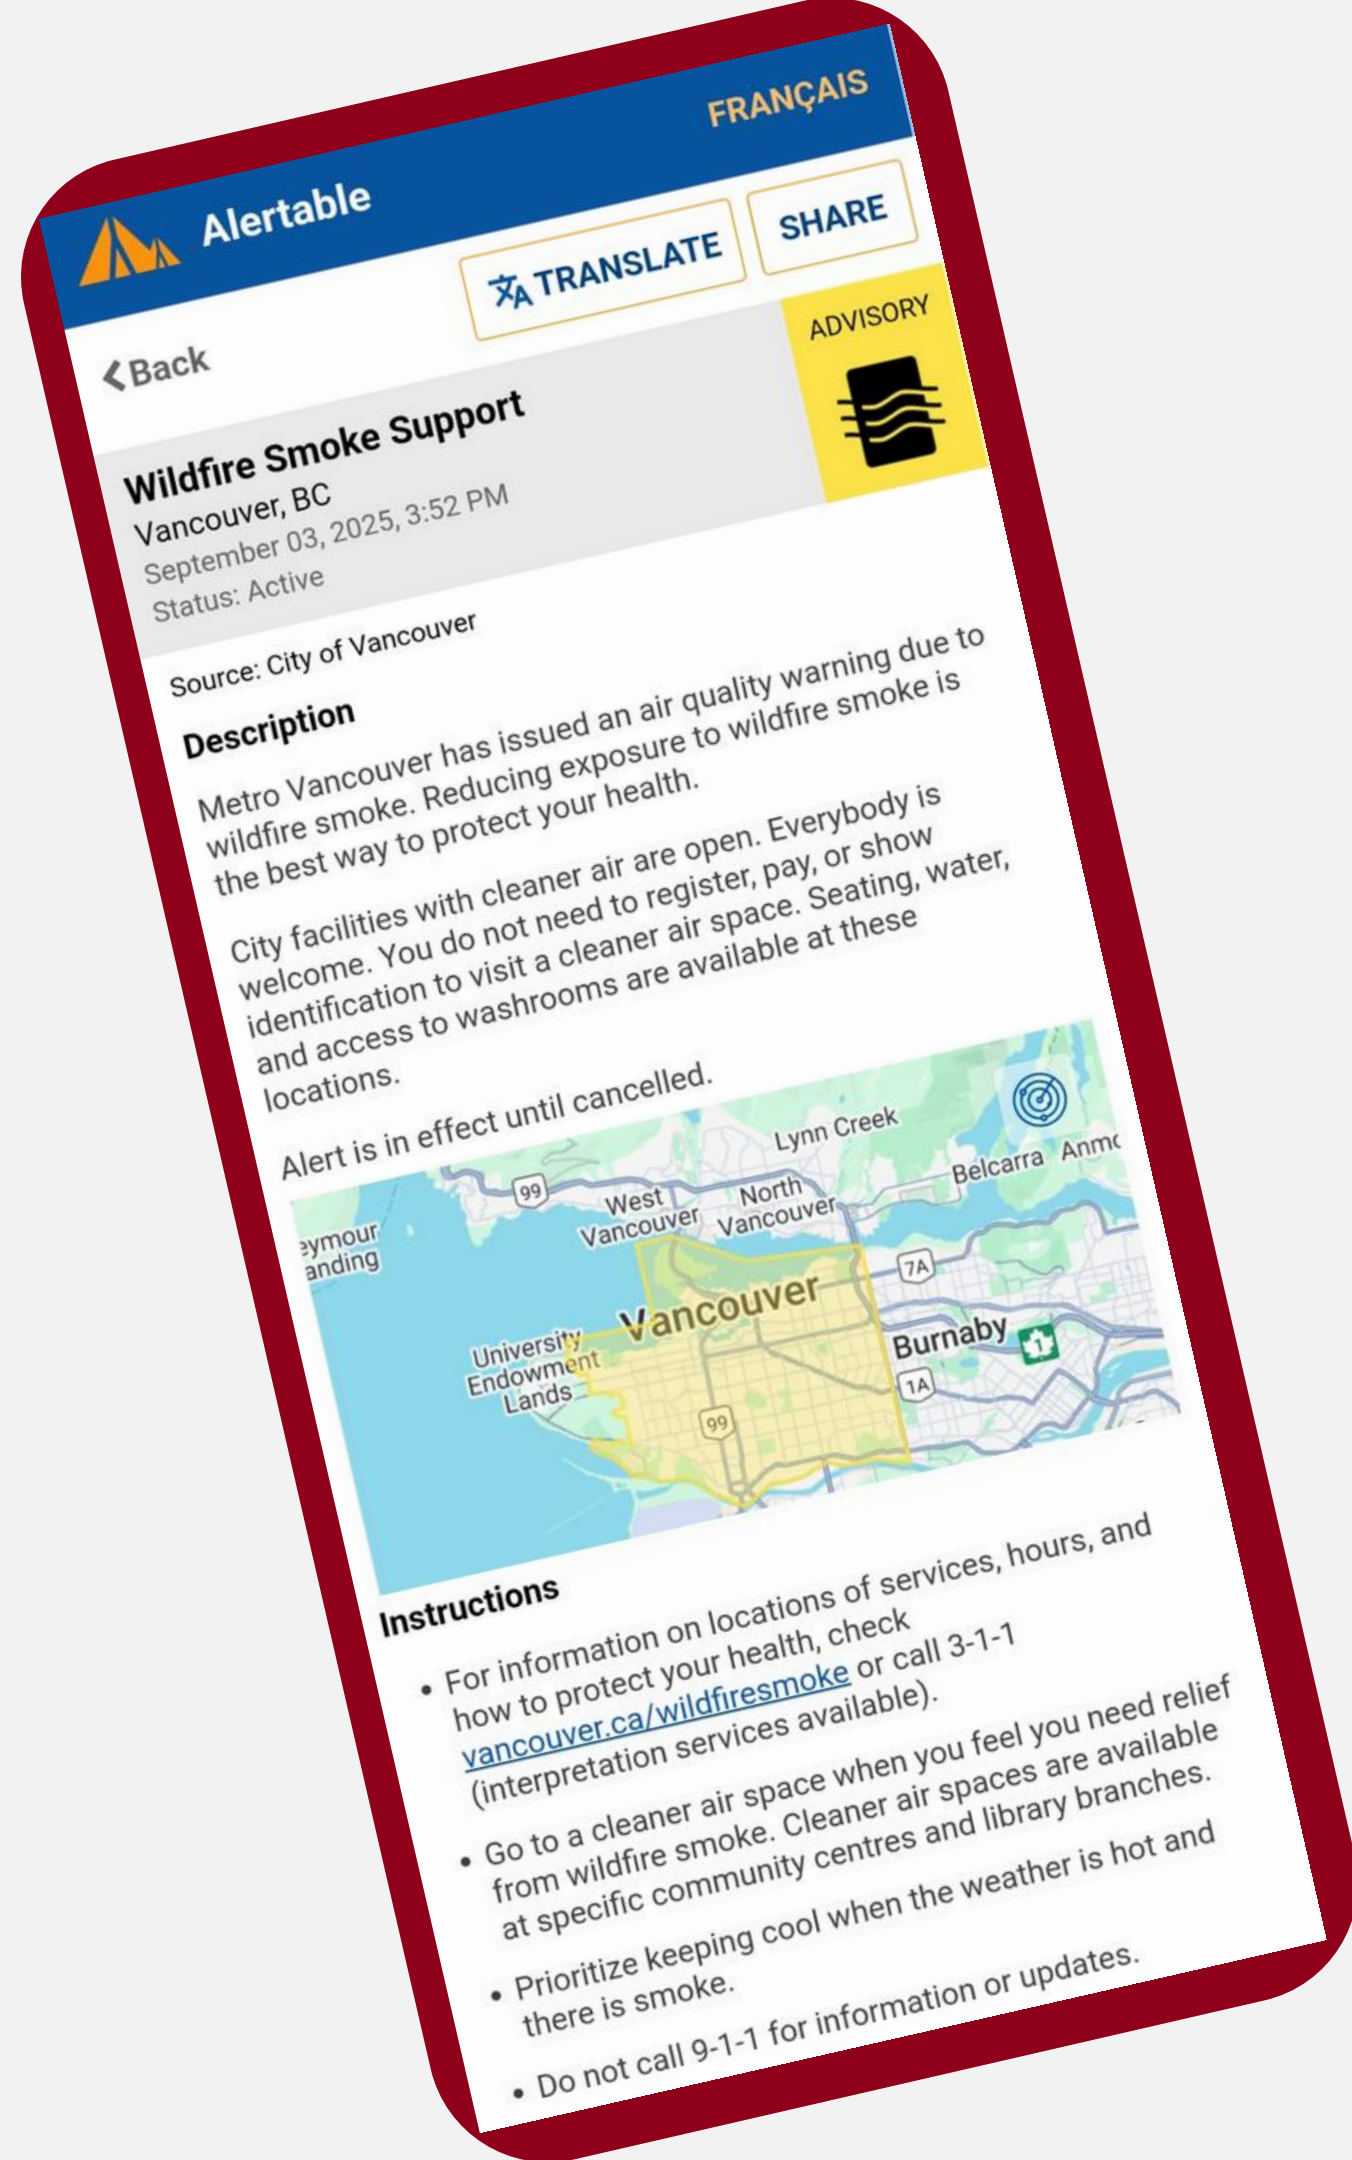 FRANÇAIS
Alertable
TRANSLATE
SHARE
Back
ADVISORY
Wildfire Smoke Support
Vancouver, BC
September 03, 2025, 3:52 PM
Status: Active
Source: City of Vancouver
Description
Metro Vancouver has issued an air quality warning due to
wildfire smoke. Reducing exposure to wildfire smoke is
the best way to protect your health.
City facilities with cleaner air are open. Everybody is
welcome. You do not need to register, pay, or show
identification to visit a cleaner air space. Seating, water,
and access to washrooms are available at these
locations.
Alert is in effect until cancelled.
Lynn Creek
Belcarra
Anmo
99
West
Vancouver
North
Vancouver
eymour
anding
7A
Vancouver
Burnaby
1
University
Endowment
Lands
1A
99
Instructions
• For information on locations of services, hours, and
how to protect your health, check
vancouver.ca/wildfiresmoke or call 3-1-1
(interpretation services available).
• Go to a cleaner air space when you feel you need relief
from wildfire smoke. Cleaner air spaces are available
at specific community centres and library branches.
• Prioritize keeping cool when the weather is hot and
there is smoke.
• Do not call 9-1-1 for information or updates.